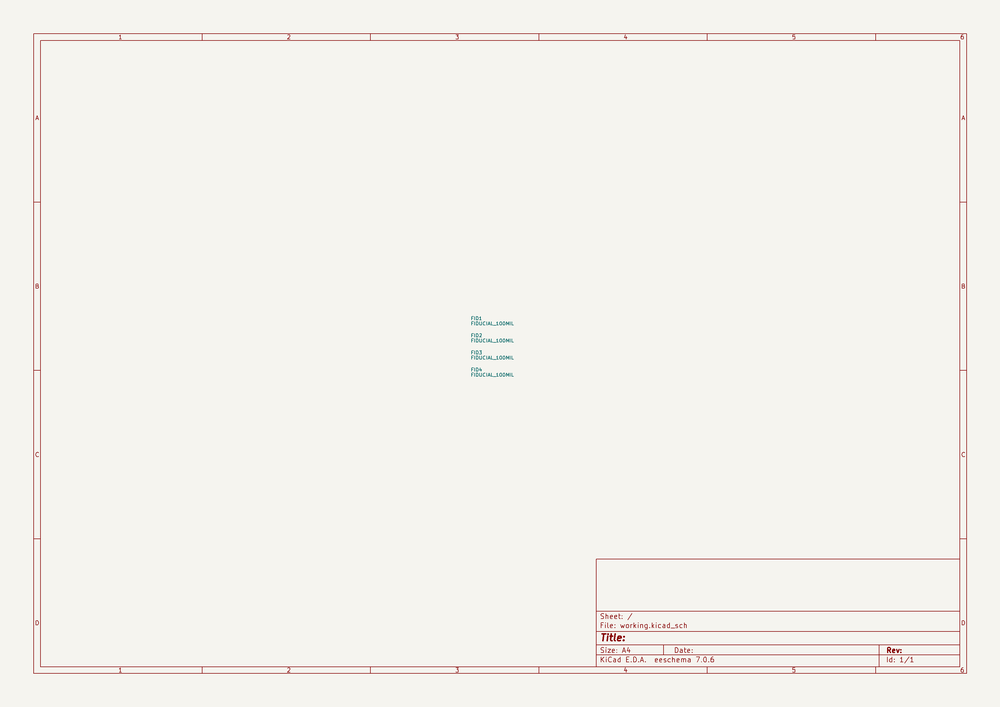 1 2 3 4 5 6
A A
B B
FID1
FIDUCIAL_100MIL
FID2
FIDUCIAL_100MIL
FID3
FIDUCIAL_100MIL
FID4
FIDUCIAL_100MIL
C C
Sheet: /
File: working.kicad_sch
D D
Title:
Size: A4 Date: Rev:
KiCad E.D.A. eeschema 7.0.6 Id: 1/1
1 2 3 4 5 6